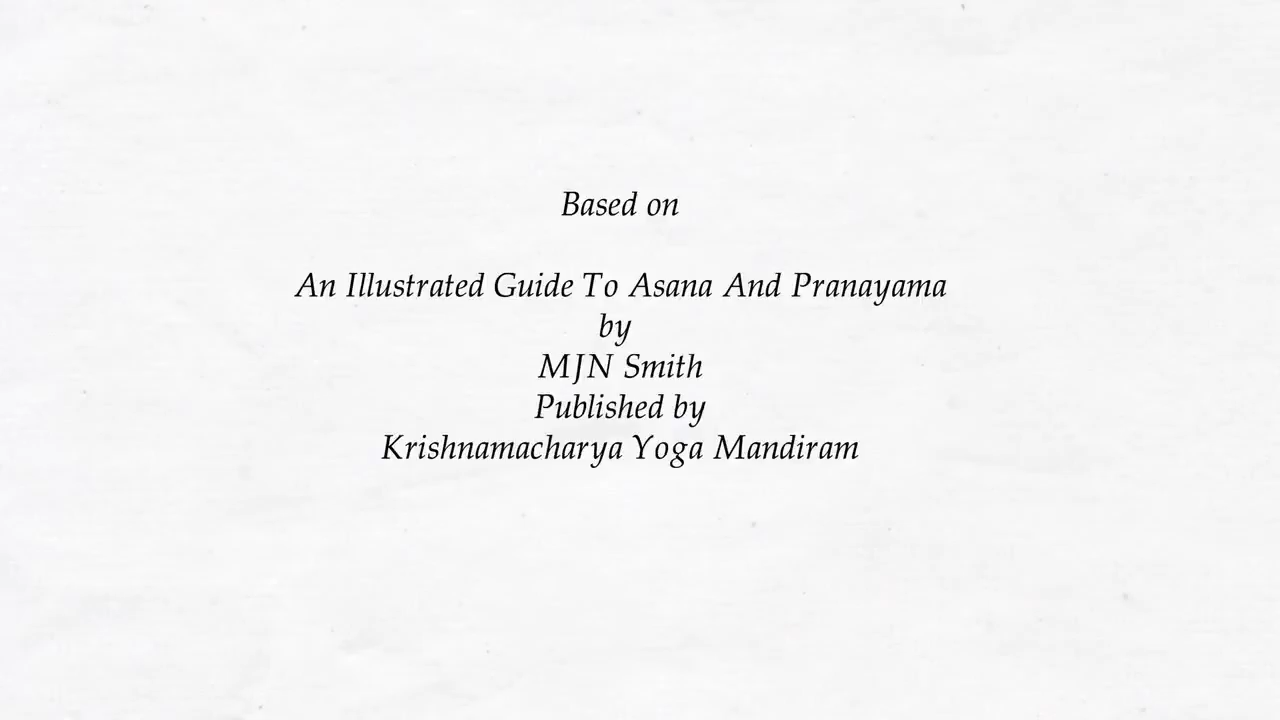 Based on
An Illustrated Guide To Asana And Pranayama
by
MJN Smith
Published by
Krishnamacharya Yoga Mandiram